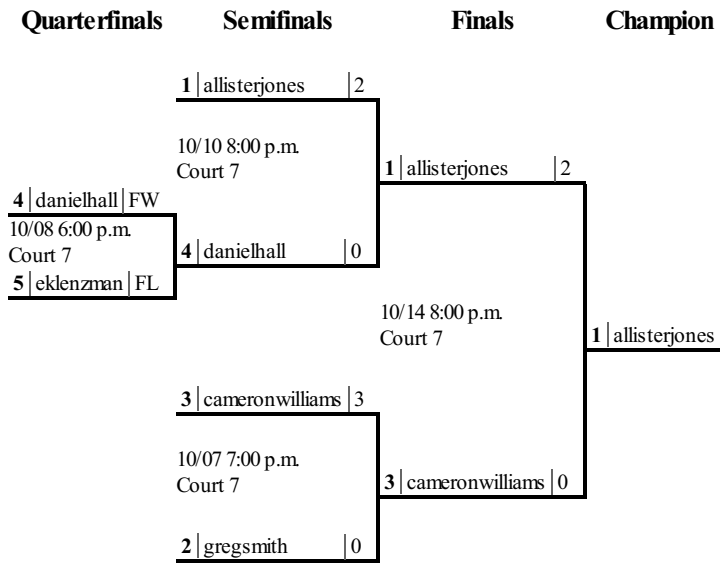 Quarterfinals Semifinals Finals Champion
1 allisterjones 2
10/10 8:00 p.m.
Court 7
1 allisterjones 2
4 danielhall FW
10/08 6:00 p.m.
Court 7
4 danielhall 0
5 eklenzman FL
10/14 8:00 p.m.
Court 7
1 allisterjones
3 cameronwilliams 3
10/07 7:00 p.m.
Court 7
3 cameronwilliams 0
2 gregsmith 0